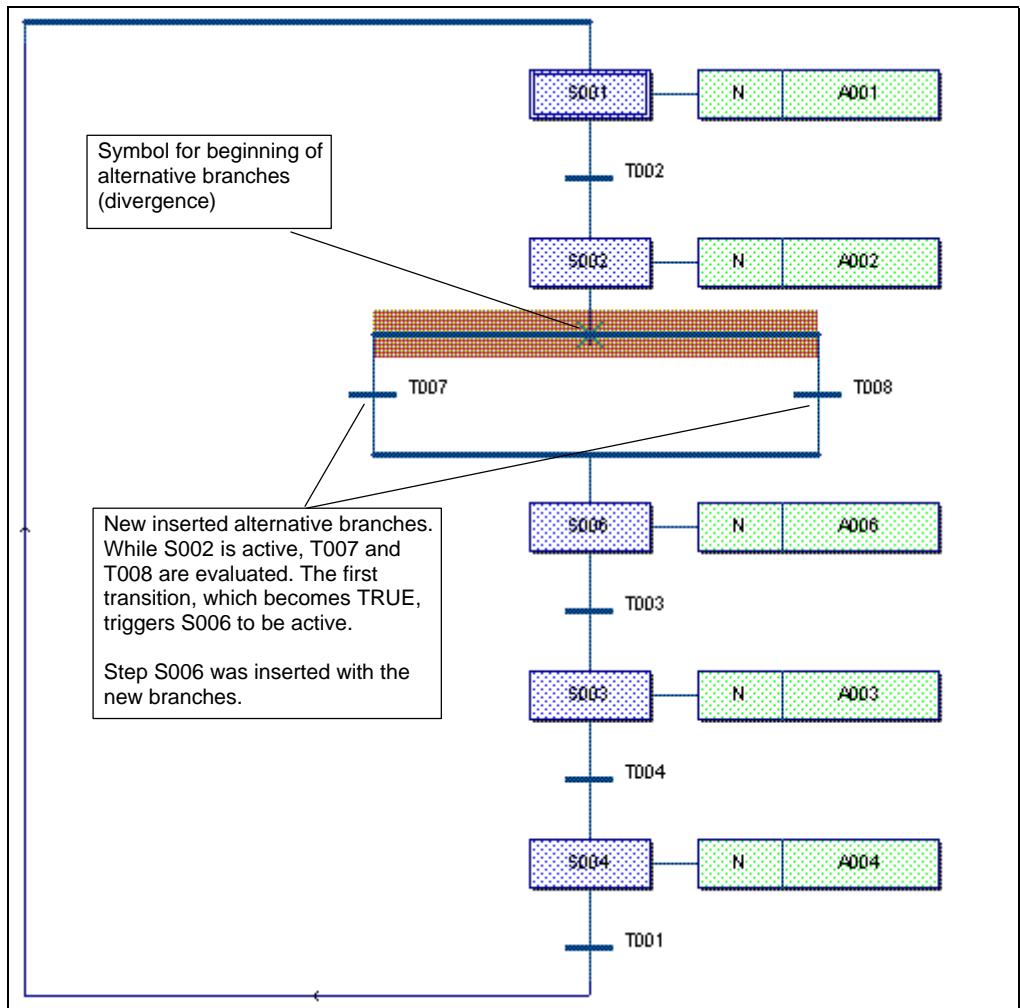 S001 N A001
Symbol for beginning of
alternative branches
(divergence)
T002
S002 N A002
T007 T008
S006 N A006
New inserted alternative branches.
While S002 is active, T007 and
T008 are evaluated. The first
transition, which becomes TRUE,
triggers S006 to be active.
Step S006 was inserted with the
new branches.
T003
S003 N A003
T004
S004 N A004
T001